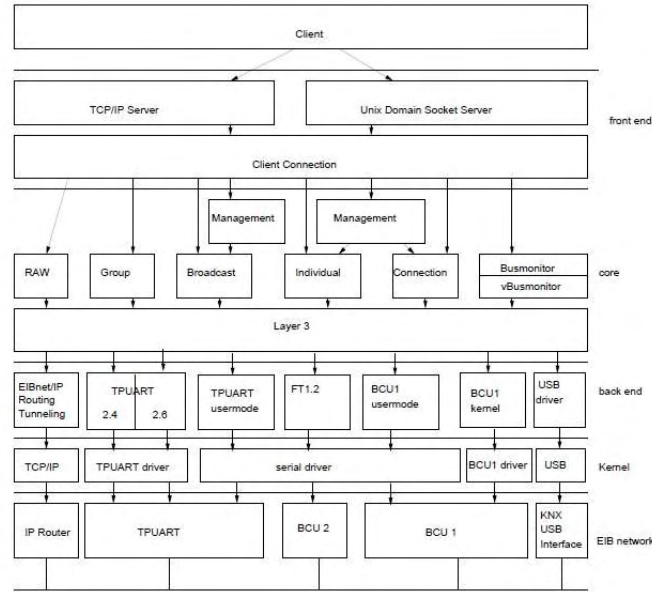 Client
TCP/IP Server
Unix Domain Socket Server
front end
Client Connection
Management
Management
RAW
Group
Broadcast
Individual
Connection
Busmonitor
vBusmonitor
core
Layer 3
EIBnet/IP
Routing
Tunneling
TPUART
2.4
2.6
TPUART
usermode
FT1.2
BCU1
usermode
BCU1
kernel
USB
driver
back end
TCP/IP
TPUART driver
serial driver
BCU1 driver
USB
Kernel
IP Router
TPUART
BCU 2
BCU 1
KNX
USB
Interface
EIB network